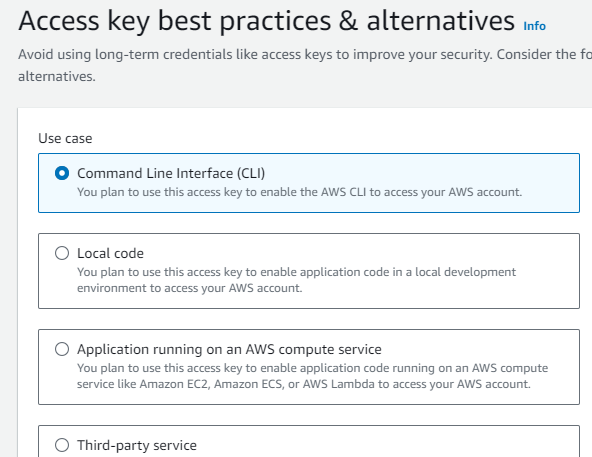 Access key best practices & alternatives Info
Avoid using long-term credentials like access keys to improve your security. Consider the fo
alternatives.
Use case
Command Line Interface (CLI)
You plan to use this access key to enable the AWS CLI to access your AWS account.
Local code
You plan to use this access key to enable application code in a local development
environment to access your AWS account.
Application running on an AWS compute service
You plan to use this access key to enable application code running on an AWS compute
service like Amazon EC2, Amazon ECS, or AWS Lambda to access your AWS account.
Third-party service